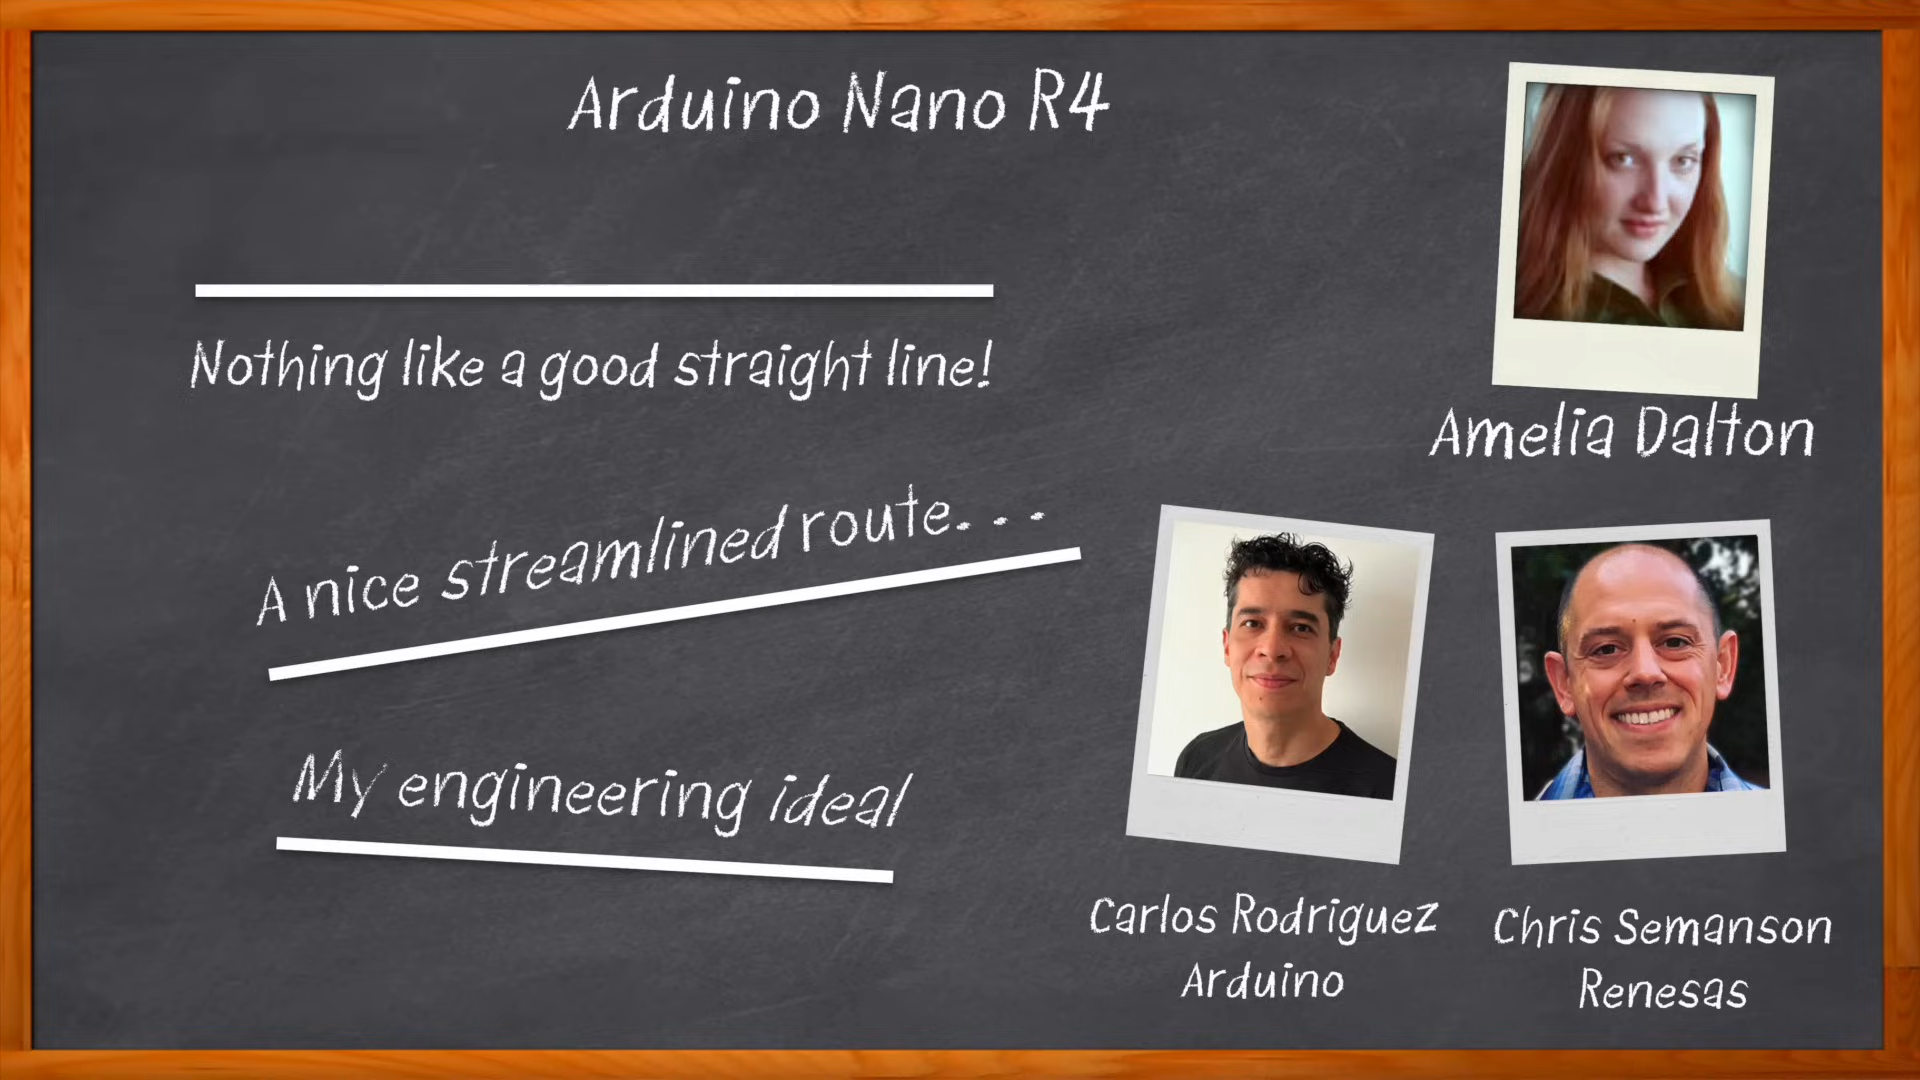 Arduino Nano R4
Nothing like a good straight line!
A nice streamlined route. . .
My engineering ideal
Amelia Dalton
Carlos Rodriguez
Arduino
Chris Semanson
Renesas